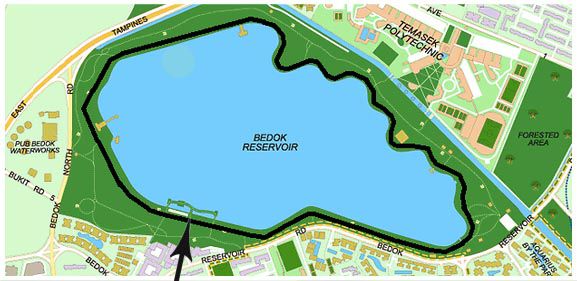 TAMPINES
AVE
TEMASEK
POLYTECHNIC
EAST
RD
BEDOK
RESERVOIR
FORESTED
AREA
PUB BEDOK
WATERWORKS
NORTH
BUKIT RD S
BEDOK
RESERVOIR
RD
BEDOK
RESERVOIR
AQUARIUS
BY THE PARK
BEDOK